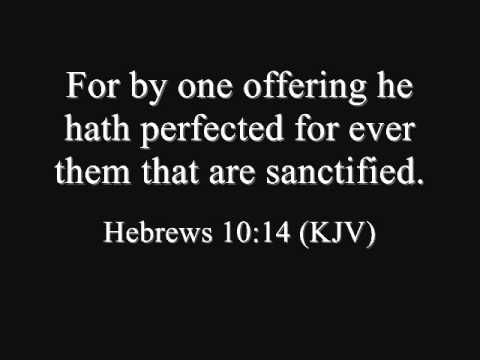 For by one offering he
hath perfected for ever
them that are sanctified.
Hebrews 10:14 (KJV)